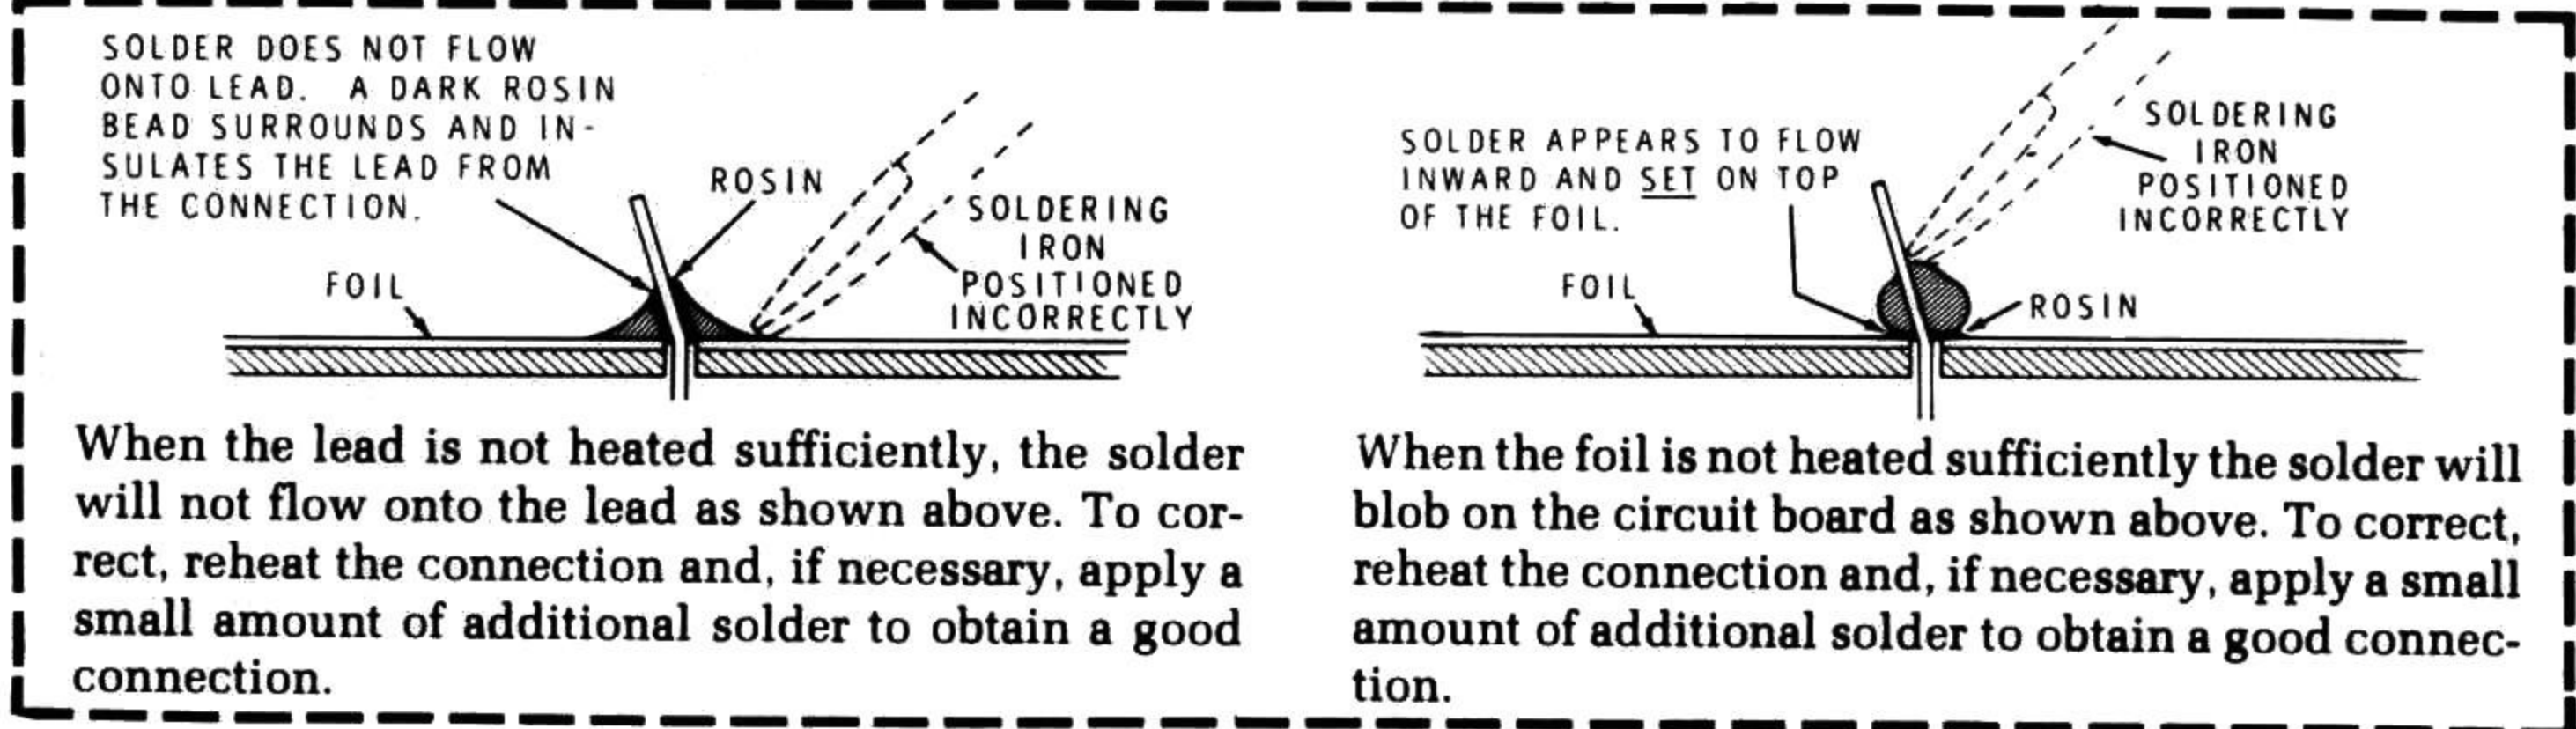 SOLDER DOES NOT FLOW
ONTO LEAD. A DARK ROSIN
BEAD SURROUNDS AND IN-
SULATES THE LEAD FROM
THE CONNECTION.
ROSIN
SOLDERING
IRON
POSITIONED
INCORRECTLY
FOIL
When the lead is not heated sufficiently, the solder
will not flow onto the lead as shown above. To cor-
rect, reheat the connection and, if necessary, apply a
small amount of additional solder to obtain a good
connection.
SOLDER APPEARS TO FLOW
INWARD AND SET ON TOP
OF THE FOIL.
SOLDERING
IRON
POSITIONED
INCORRECTLY
FOIL
ROSIN
When the foil is not heated sufficiently the solder will
blob on the circuit board as shown above. To correct,
reheat the connection and, if necessary, apply a small
amount of additional solder to obtain a good connec-
tion.